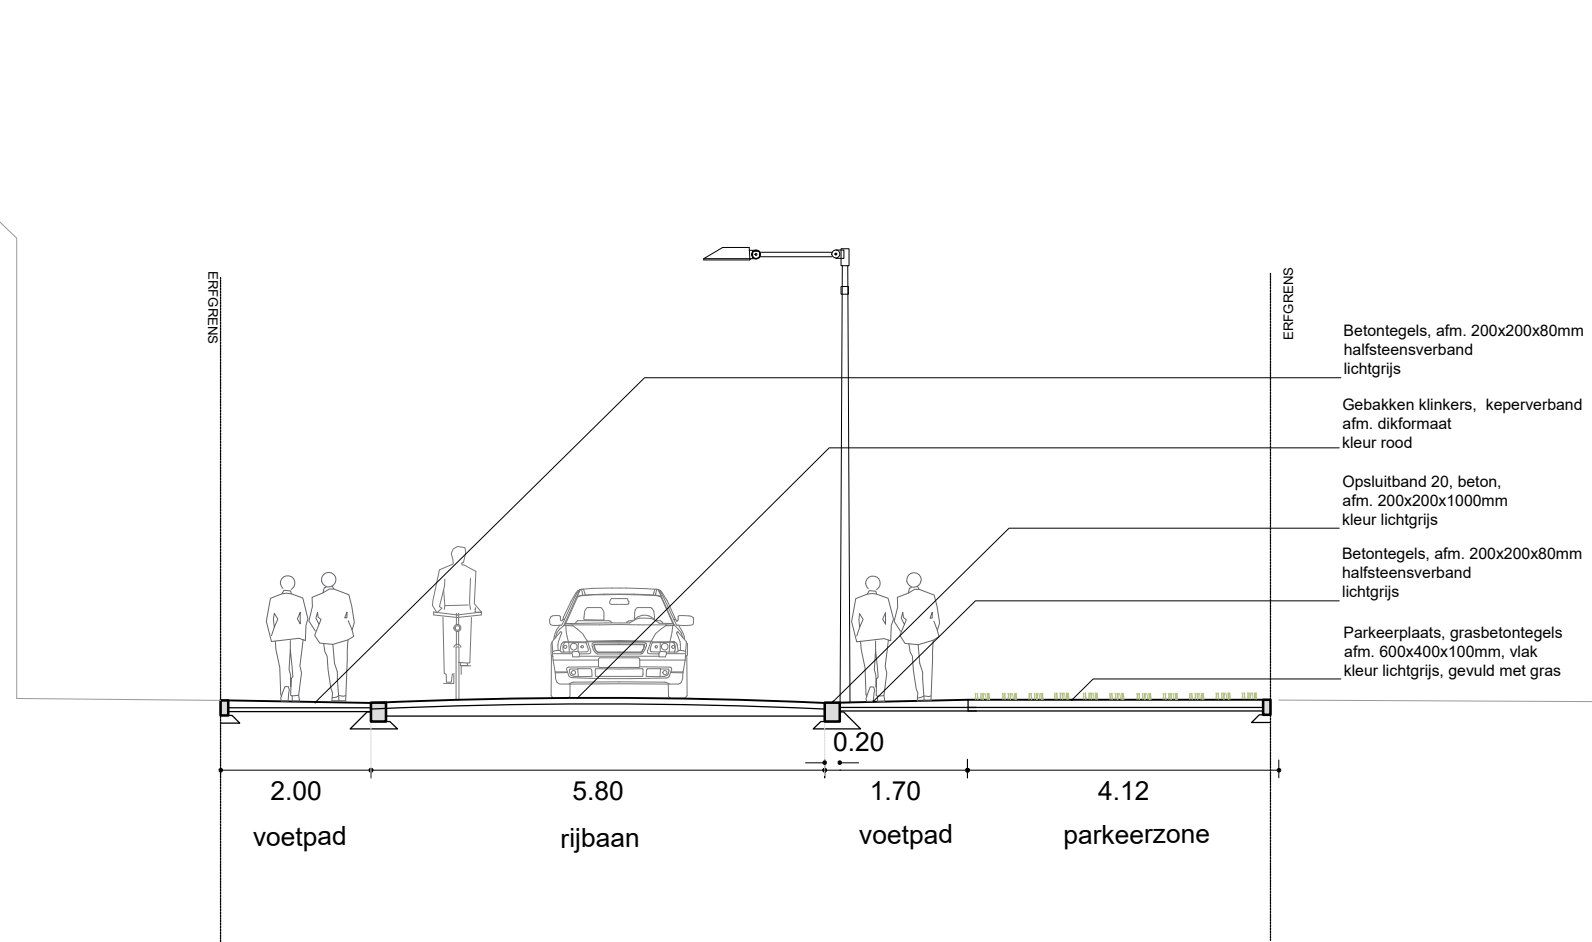 ERFGRENS
ERFGRENS
Betontegels, afm. 200x200x80mm
halfsteensverband
lichtgrijs
Gebakken klinkers, keperverband
afm. dikformaat
kleur rood
Opsluitband 20, beton,
afm. 200x200x1000mm
kleur lichtgrijs
Betontegels, afm. 200x200x80mm
halfsteensverband
lichtgrijs
Parkeerplaats, grasbetontegels
afm. 600x400x100mm, vlak
kleur lichtgrijs, gevuld met gras
0.20
2.00 5.80 1.70 4.12
voetpad rijbaan voetpad parkeerzone